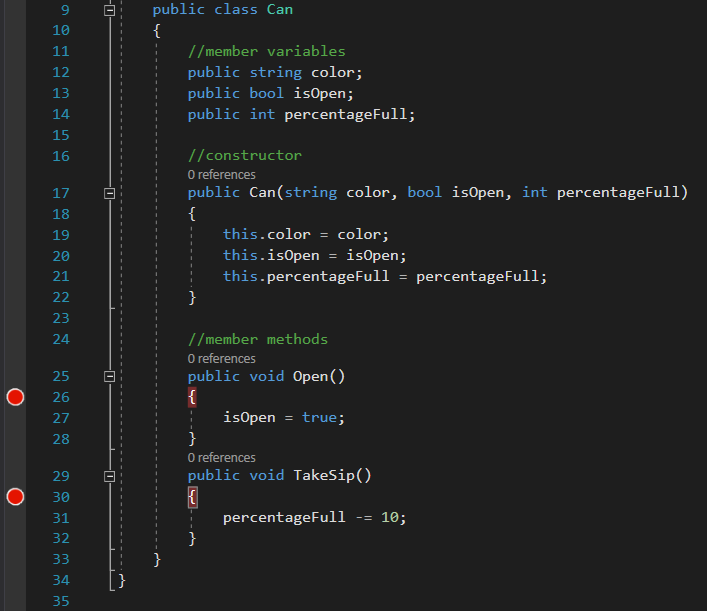 9 public class Can
10 {
11 //member variables
12 public string color;
13 public bool isOpen;
14 public int percentageFull;
15
16 //constructor
0 references
17 public Can(string color, bool isOpen, int percentageFull)
18 {
19 this.color = color;
20 this.isOpen = isOpen;
21 this.percentageFull = percentageFull;
22 }
23
24 //member methods
0 references
25 public void Open()
26 {
27 isOpen = true;
28 }
0 references
29 public void TakeSip()
30 {
31 percentageFull -= 10;
32 }
33 }
34 }
35